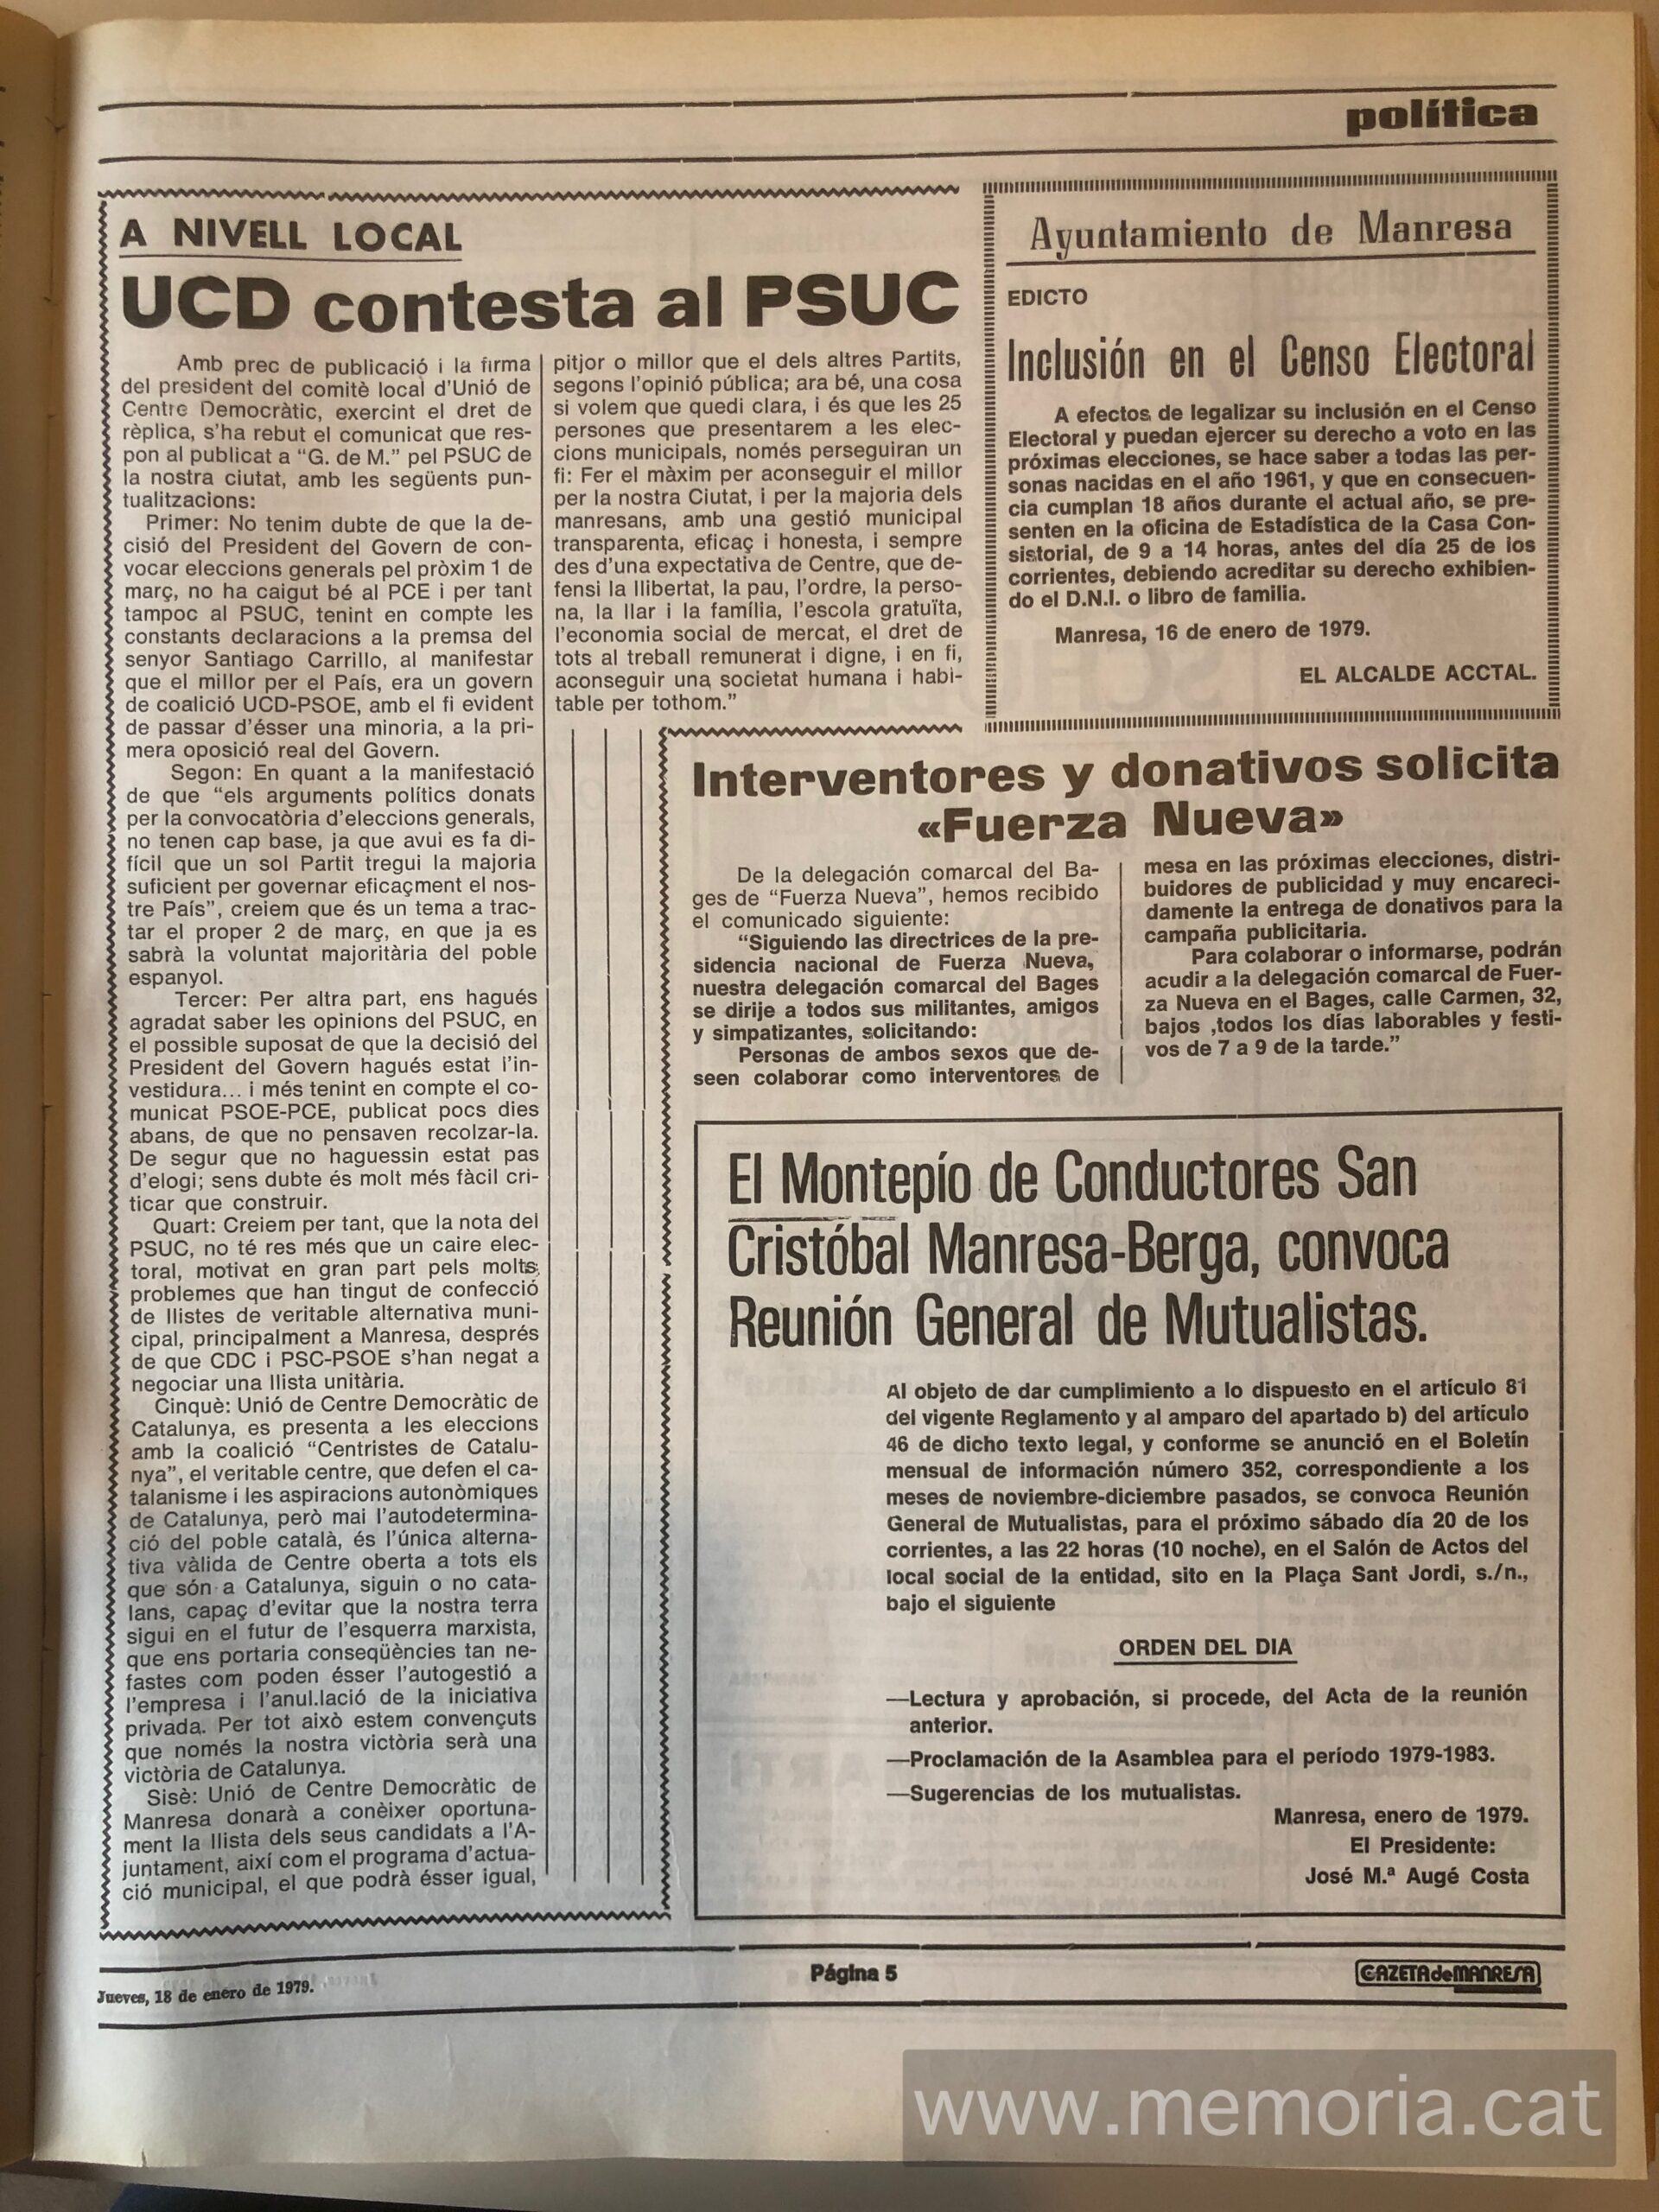 política
A NIVELL LOCAL
UCD contesta al PSUC
Amb prec de publicació i la firma
del president del comitè local d'Unió de
Centre Democràtic, exercint el dret de
rèplica, s'ha rebut el comunicat que res-
pon al publicat a "G. de M." pel PSUC de
la nostra ciutat, amb les següents pun-
tualitzacions:
Primer: No tenim dubte de que la de-
cisió del President del Govern de con-
vocar eleccions generals pel pròxim 1 de
març, no ha caigut bé al PCE i per tant
tampoc al PSUC, tenint en compte les
constants declaracions a la premsa del
senyor Santiago Carrillo, al manifestar
que el millor per el País, era un govern
de coalició UCD-PSOE, amb el fi evident
de passar d'ésser una minoria, a la pri-
mera oposició real del Govern.
Segon: En quant a la manifestació
de que "els arguments polítics donats
per la convocatòria d'eleccions generals,
no tenen cap base, ja que avui es fa di-
fícil que un sol Partit tregui la majoria
suficient per governar eficaçment el nos-
tre País", creiem que és un tema a trac-
tar el proper 2 de març, en que ja es
sabrà la voluntat majoritària del poble
espanyol.
Tercer: Per altra part, ens hagués
agradat saber les opinions del PSUC, en
el possible suposat de que la decisió del
President del Govern hagués estat l'in-
vestidura... i més tenint en compte el co-
municat PSOE-PCE, publicat pocs dies
abans, de que no pensaven recolzar-la.
De segur que no haguessin estat pas
d'elogi; sens dubte és molt més fàcil cri-
ticar que construir.
Quart: Creiem per tant, que la nota del
PSUC, no té res més que un caire elec-
toral, motivat en gran part pels molts
problemes que han tingut de confecció
de llistes de veritable alternativa muni-
cipal, principalment a Manresa, després
de que CDC i PSC-PSOE s'han negat a
negociar una llista unitària.
Cinquè: Unió de Centre Democràtic de
Catalunya, es presenta a les eleccions
amb la coalició "Centristes de Catalu-
nya", el veritable centre, que defen el ca-
talanisme i les aspiracions autonòmiques
de Catalunya, però mai l'autodetermina-
ció del poble català, és l'única alterna-
tiva vàlida de Centre oberta a tots els
que són a Catalunya, siguin o no cata-
lans, capaç d'evitar que la nostra terra
sigui en el futur de l'esquerra marxista,
que ens portaria conseqüències tan ne-
fastes com poden ésser l'autogestió a
l'empresa i l'anul.lació de la iniciativa
privada. Per tot això estem convençuts
que només la nostra victòria serà una
victòria de Catalunya.
Sisè: Unió de Centre Democràtic de
Manresa donarà a conèixer oportuna-
ment la llista dels seus candidats a l'A-
juntament, així com el programa d'actua-
ció municipal, el que podrà ésser igual,
pitjor o millor que el dels altres Partits,
segons l'opinió pública; ara bé, una cosa
si volem que quedi clara, i és que les 25
persones que presentarem a les elec-
cions municipals, només perseguiran un
fi: Fer el màxim per aconseguir el millor
per la nostra Ciutat, i per la majoria dels
manresans, amb una gestió municipal
transparenta, eficaç i honesta, i sempre
des d'una expectativa de Centre, que de-
fensi la llibertat, la pau, l'ordre, la perso-
na, la llar i la família, l'escola gratuïta,
l'economia social de mercat, el dret de
tots al treball remunerat i digne, i en fi,
aconseguir una societat humana i habi-
table per tothom."
Ayuntamiento de Manresa
EDICTO
Inclusión en el Censo Electoral
A efectos de legalizar su inclusión en el Censo
Electoral y puedan ejercer su derecho a voto en las
próximas elecciones, se hace saber a todas las per-
sonas nacidas en el año 1961, y que en consecuen-
cia cumplan 18 años durante el actual año, se pre-
senten en la oficina de Estadística de la Casa Con-
sistorial, de 9 a 14 horas, antes del día 25 de los
corrientes, debiendo acreditar su derecho exhibien-
do el D.N.I. o libro de familia.
Manresa, 16 de enero de 1979.
EL ALCALDE ACCTAL.
Interventores y donativos solicita
«Fuerza Nueva»
De la delegación comarcal del Ba-
ges de "Fuerza Nueva", hemos recibido
el comunicado siguiente:
"Siguiendo las directrices de la pre-
sidencia nacional de Fuerza Nueva,
nuestra delegación comarcal del Bages
se dirije a todos sus militantes, amigos
y simpatizantes, solicitando:
Personas de ambos sexos que de-
seen colaborar como interventores de
mesa en las próximas elecciones, distri-
buidores de publicidad y muy encareci-
damente la entrega de donativos para la
campaña publicitaria.
Para colaborar o informarse, podrán
acudir a la delegación comarcal de Fuer-
za Nueva en el Bages, calle Carmen, 32,
bajos ,todos los días laborables y festi-
vos de 7 a 9 de la tarde."
El Montepío de Conductores San
Cristóbal Manresa-Berga, convoca
Reunión General de Mutualistas.
Al objeto de dar cumplimiento a lo dispuesto en el artículo 81
del vigente Reglamento y al amparo del apartado b) del artículo
46 de dicho texto legal, y conforme se anunció en el Boletín
mensual de información número 352, correspondiente a los
meses de noviembre-diciembre pasados, se convoca Reunión
General de Mutualistas, para el próximo sábado día 20 de los
corrientes, a las 22 horas (10 noche), en el Salón de Actos del
local social de la entidad, sito en la Plaça Sant Jordi, s./n.,
bajo el siguiente
ORDEN DEL DIA
—Lectura y aprobación, si procede, del Acta de la reunión
anterior.
—Proclamación de la Asamblea para el período 1979-1983.
—Sugerencias de los mutualistas.
Manresa, enero de 1979.
El Presidente:
José M.ª Augé Costa
Jueves, 18 de enero de 1979.
Página 5
GAZETAdeMANRESA
www.memoria.cat